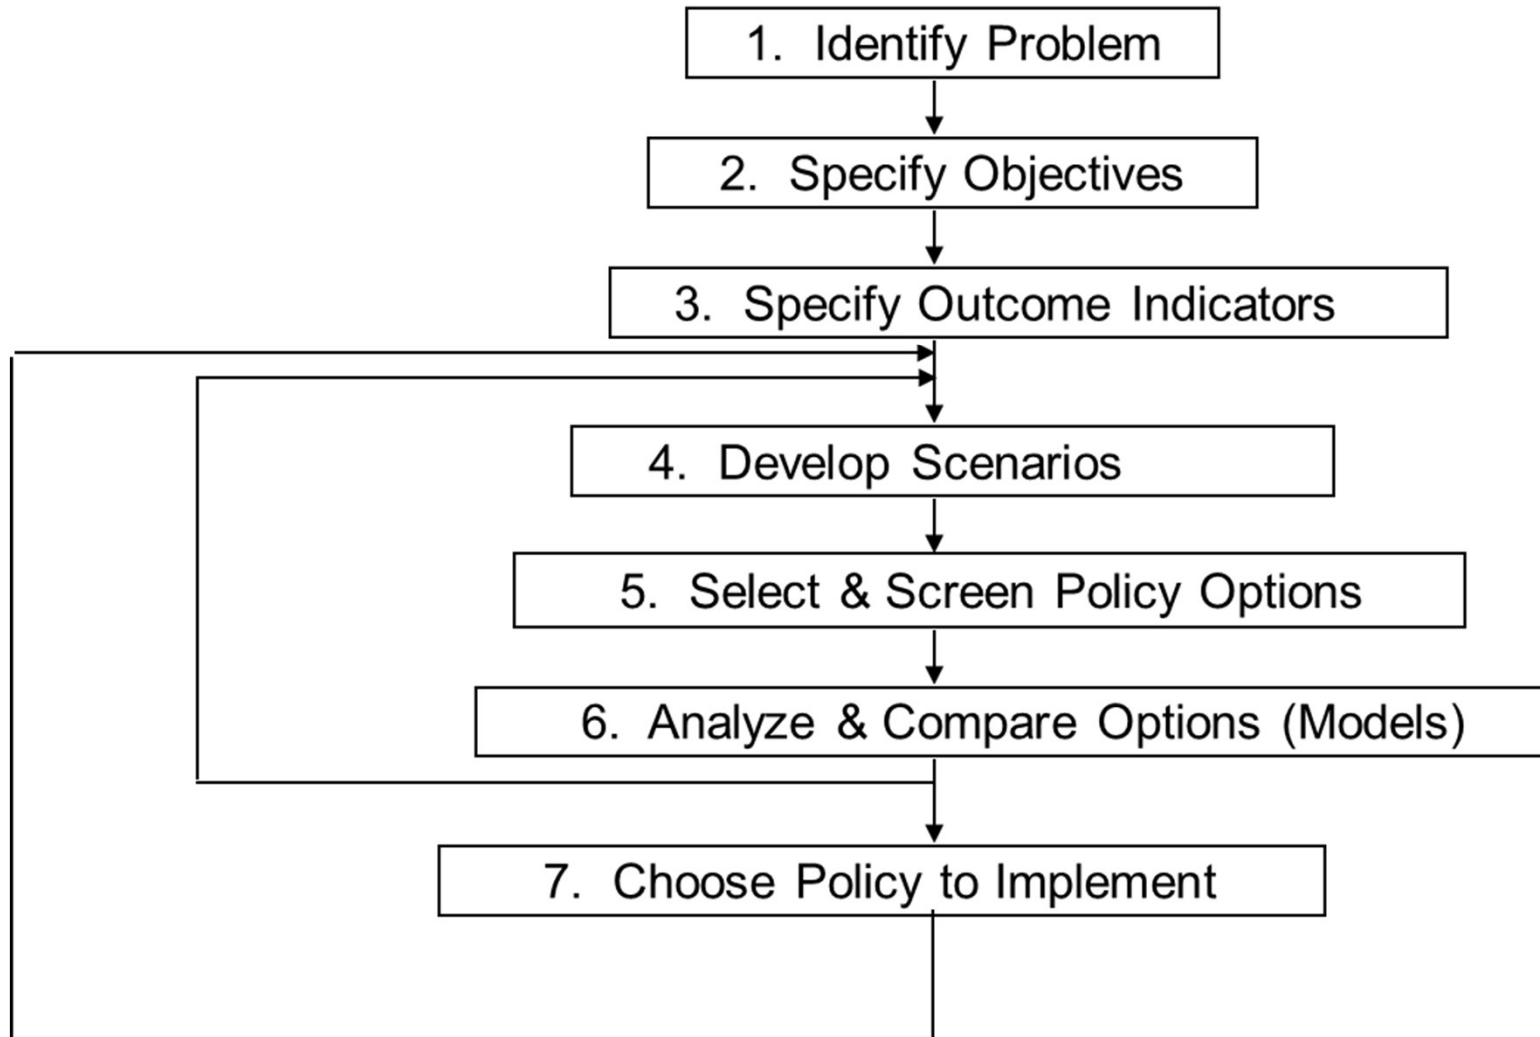 1. Identify Problem
2. Specify Objectives
3. Specify Outcome Indicators
4. Develop Scenarios
5. Select & Screen Policy Options
6. Analyze & Compare Options (Models)
7. Choose Policy to Implement